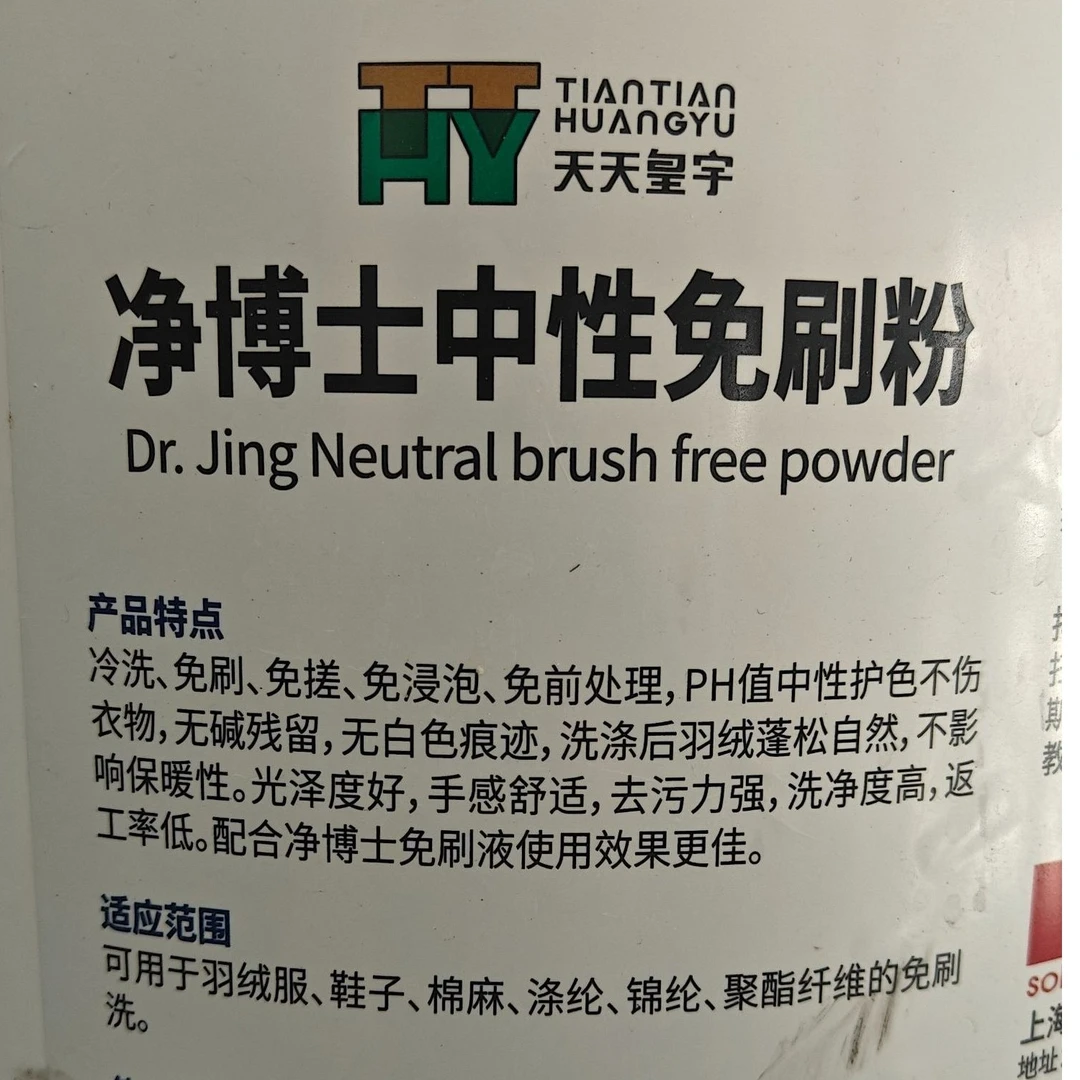 TTHY
TIANTIAN
HUANGYU
天天皇宇
净博士中性免刷粉
Dr. Jing Neutral brush free powder
产品特点
冷洗、免刷、免搓、免浸泡、免前处理,PH值中性护色不伤
衣物,无碱残留,无白色痕迹,洗涤后羽绒蓬松自然,不影
响保暖性。光泽度好,手感舒适,去污力强,洗净度高,返
工率低。配合净博士免刷液使用效果更佳。
适应范围
可用于羽绒服、鞋子、棉麻、涤纶、锦纶、聚酯纤维的免刷
洗。
期
教
SO
上海
地址